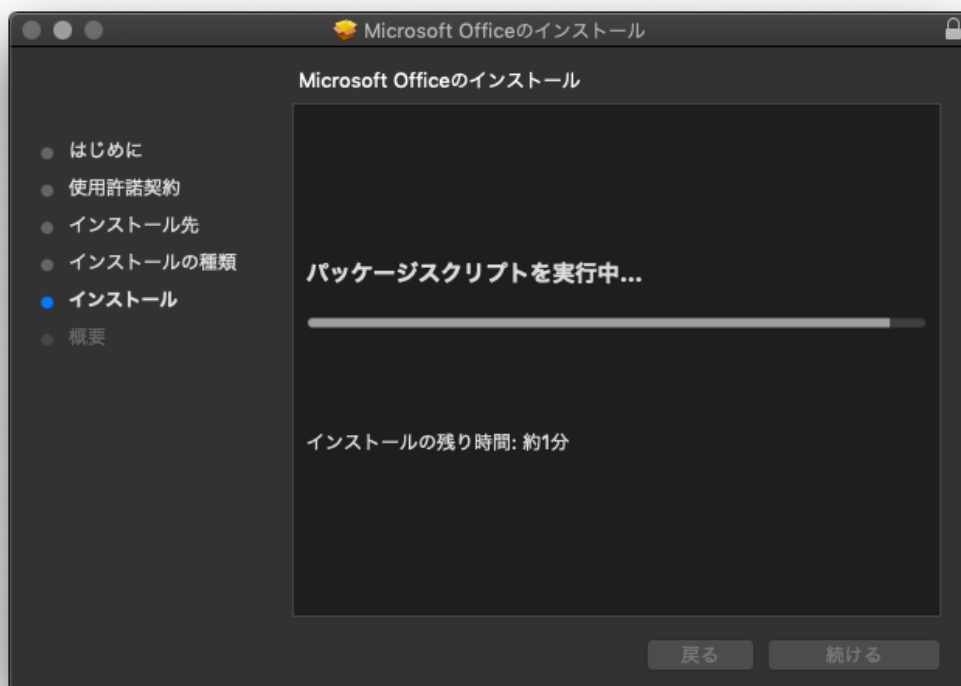 Microsoft Officeのインストール
Microsoft Officeのインストール
はじめに
使用許諾契約
インストール先
インストールの種類
インストール
概要
パッケージスクリプトを実行中...
インストールの残り時間: 約1分
戻る
続ける